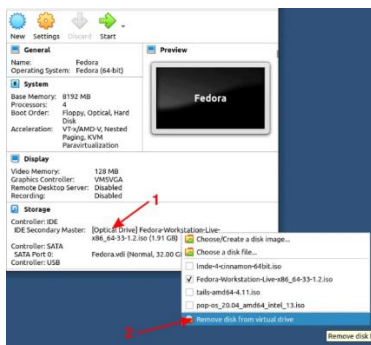 New Settings Discard Start
General
Name: Fedora
Operating System: Fedora (64-bit)
System
Base Memory: 8192 MB
Processors: 4
Boot Order: Floppy, Optical, Hard
Disk
Acceleration: VT-x/AMD-V, Nested
Paging, KVM
Paravirtualization
Preview
Fedora
Display
Video Memory: 128 MB
Graphics Controller: VMSVGA
Remote Desktop Server: Disabled
Recording: Disabled
Storage
Controller: IDE
IDE Secondary Master: [Optical Drive] Fedora-Workstation-Live-
x86_64-33-1.2.iso (1.91 GB)
Controller: SATA
SATA Port 0: Fedora.vdi (Normal, 32.00 G
Controller: USB
1
Choose/Create a disk image...
Choose a disk file...
lmde-4-cinnamon-64bit.iso
Fedora-Workstation-Live-x86_64-33-1.2.iso
tails-amd64-4.11.iso
pop-os_20.04_amd64_intel_13.iso
2
Remove disk from virtual drive
Remove disk f